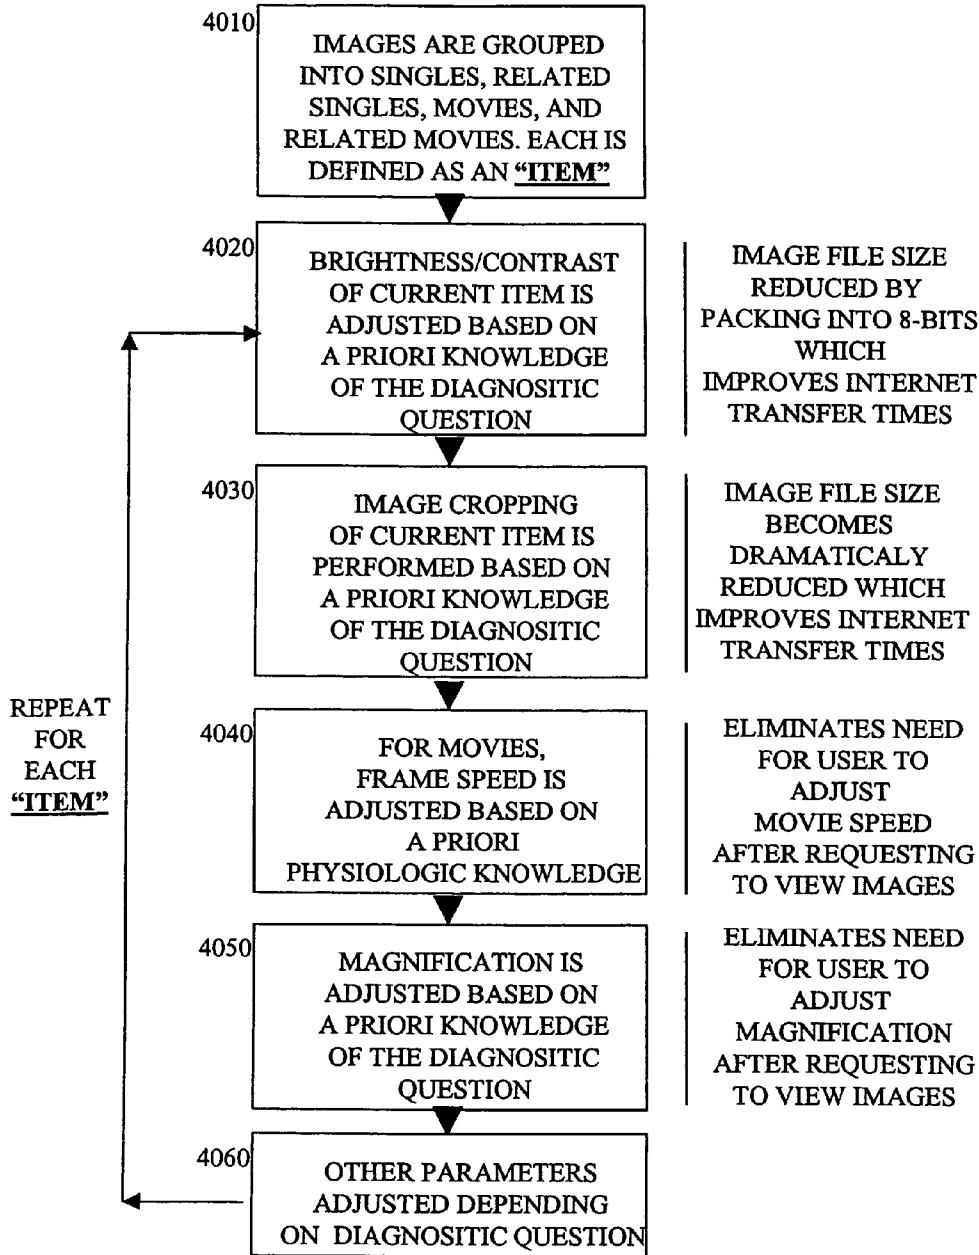 4010
IMAGES ARE GROUPED
INTO SINGLES, RELATED
SINGLES, MOVIES, AND
RELATED MOVIES. EACH IS
DEFINED AS AN “ITEM”
4020
BRIGHTNESS/CONTRAST
OF CURRENT ITEM IS
ADJUSTED BASED ON
A PRIORI KNOWLEDGE
OF THE DIAGNOSITIC
QUESTION
IMAGE FILE SIZE
REDUCED BY
PACKING INTO 8-BITS
WHICH
IMPROVES INTERNET
TRANSFER TIMES
4030
IMAGE CROPPING
OF CURRENT ITEM IS
PERFORMED BASED ON
A PRIORI KNOWLEDGE
OF THE DIAGNOSITIC
QUESTION
IMAGE FILE SIZE
BECOMES
DRAMATICALY
REDUCED WHICH
IMPROVES INTERNET
TRANSFER TIMES
REPEAT
FOR
EACH
“ITEM”
4040
FOR MOVIES,
FRAME SPEED IS
ADJUSTED BASED ON
A PRIORI
PHYSIOLOGIC KNOWLEDGE
ELIMINATES NEED
FOR USER TO
ADJUST
MOVIE SPEED
AFTER REQUESTING
TO VIEW IMAGES
4050
MAGNIFICATION IS
ADJUSTED BASED ON
A PRIORI KNOWLEDGE
OF THE DIAGNOSITIC
QUESTION
ELIMINATES NEED
FOR USER TO
ADJUST
MAGNIFICATION
AFTER REQUESTING
TO VIEW IMAGES
4060
OTHER PARAMETERS
ADJUSTED DEPENDING
ON DIAGNOSITIC QUESTION